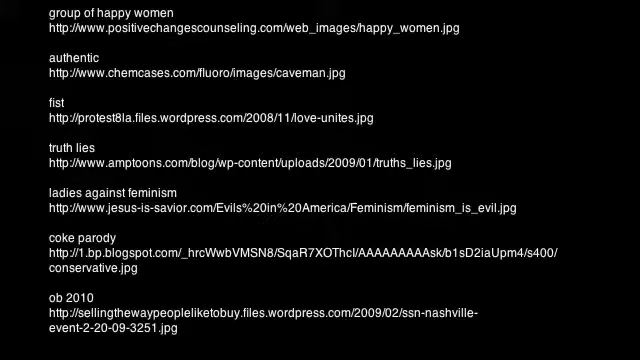 group of happy women
http://www.positivechangescounseling.com/web_images/happy_women.jpg
authentic
http://www.chemcases.com/fluoro/images/caveman.jpg
fist
http://protest8la.files.wordpress.com/2008/11/love-unites.jpg
truth lies
http://www.amptoons.com/blog/wp-content/uploads/2009/01/truths_lies.jpg
ladies against feminism
http://www.jesus-is-savior.com/Evils%20in%20America/Feminism/feminism_is_evil.jpg
coke parody
http://1.bp.blogspot.com/_hrcWwbVMSN8/SqaR7XOThcI/AAAAAAAAAsk/b1sD2iaUpm4/s400/
conservative.jpg
ob 2010
http://sellingthewaypeopleliketobuy.files.wordpress.com/2009/02/ssn-nashville-
event-2-20-09-3251.jpg